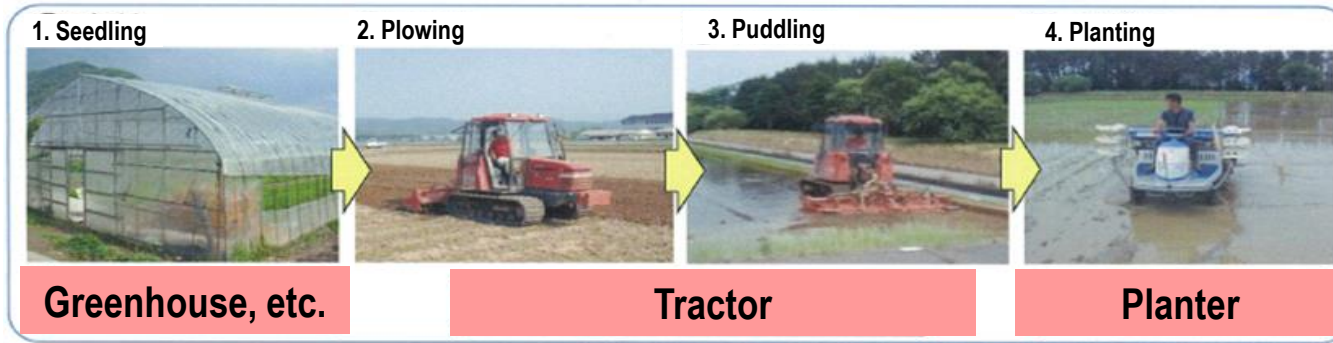 1. Seedling
2. Plowing
3. Puddling
4. Planting
Greenhouse, etc.
Tractor
Planter